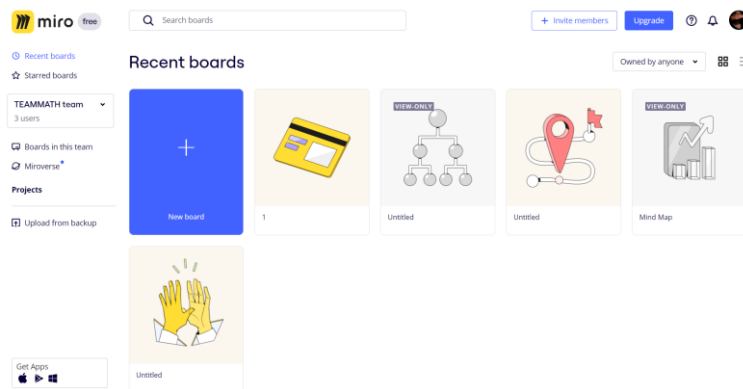 miro free
Search boards
+ Invite members
Upgrade
Recent boards
Starred boards
TEAMMATH team
3 users
Boards in this team
Miroverse
Projects
Upload from backup
Get Apps
Recent boards
Owned by anyone
New board
1
VIEW-ONLY
Untitled
Untitled
VIEW-ONLY
Mind Map
Untitled